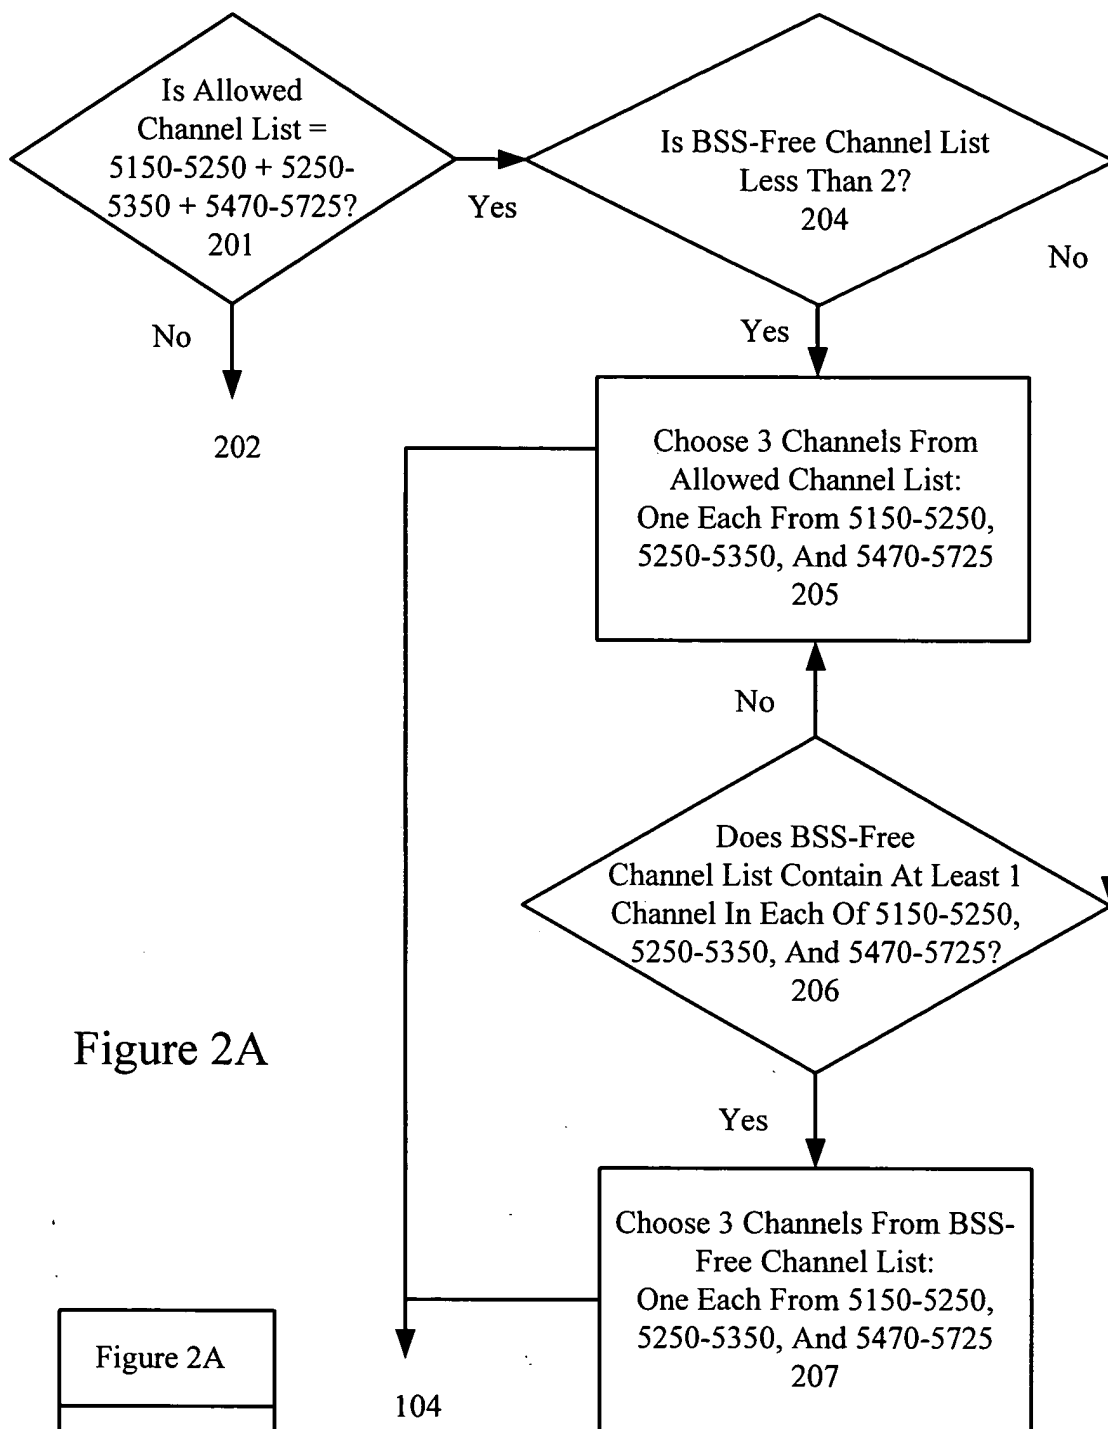 Is Allowed
Channel List =
5150-5250 + 5250-
5350 + 5470-5725?
201
Yes
No
202
Is BSS-Free Channel List
Less Than 2?
204
No
Yes
Choose 3 Channels From
Allowed Channel List:
One Each From 5150-5250,
5250-5350, And 5470-5725
205
No
Does BSS-Free
Channel List Contain At Least 1
Channel In Each Of 5150-5250,
5250-5350, And 5470-5725?
206
Yes
Choose 3 Channels From BSS-
Free Channel List:
One Each From 5150-5250,
5250-5350, And 5470-5725
207
104
Figure 2A
Figure 2A